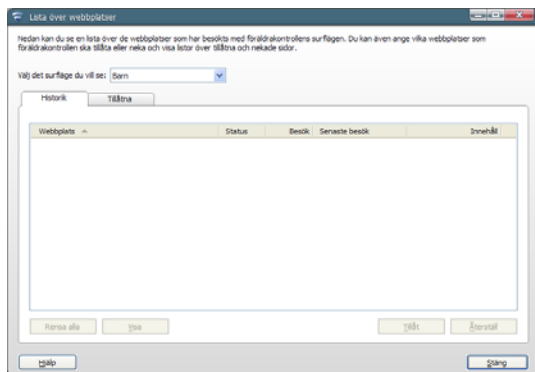 Lista över webbplatser
Nedan kan du se en lista över de webbplatser som har besökts med föräldrakontrollens surflägen. Du kan även ange vilka webbplatser som
föräldrakontrollen ska tillåta eller neka och visa listor över tillåtna och nekade sidor.
Välj det surfläge du vill se: Barn
Historik Tillåtna
Webbplats Status Besök Senaste besök Innehåll
Rensa alla Visa Tillåt Återställ
Hjälp Stäng